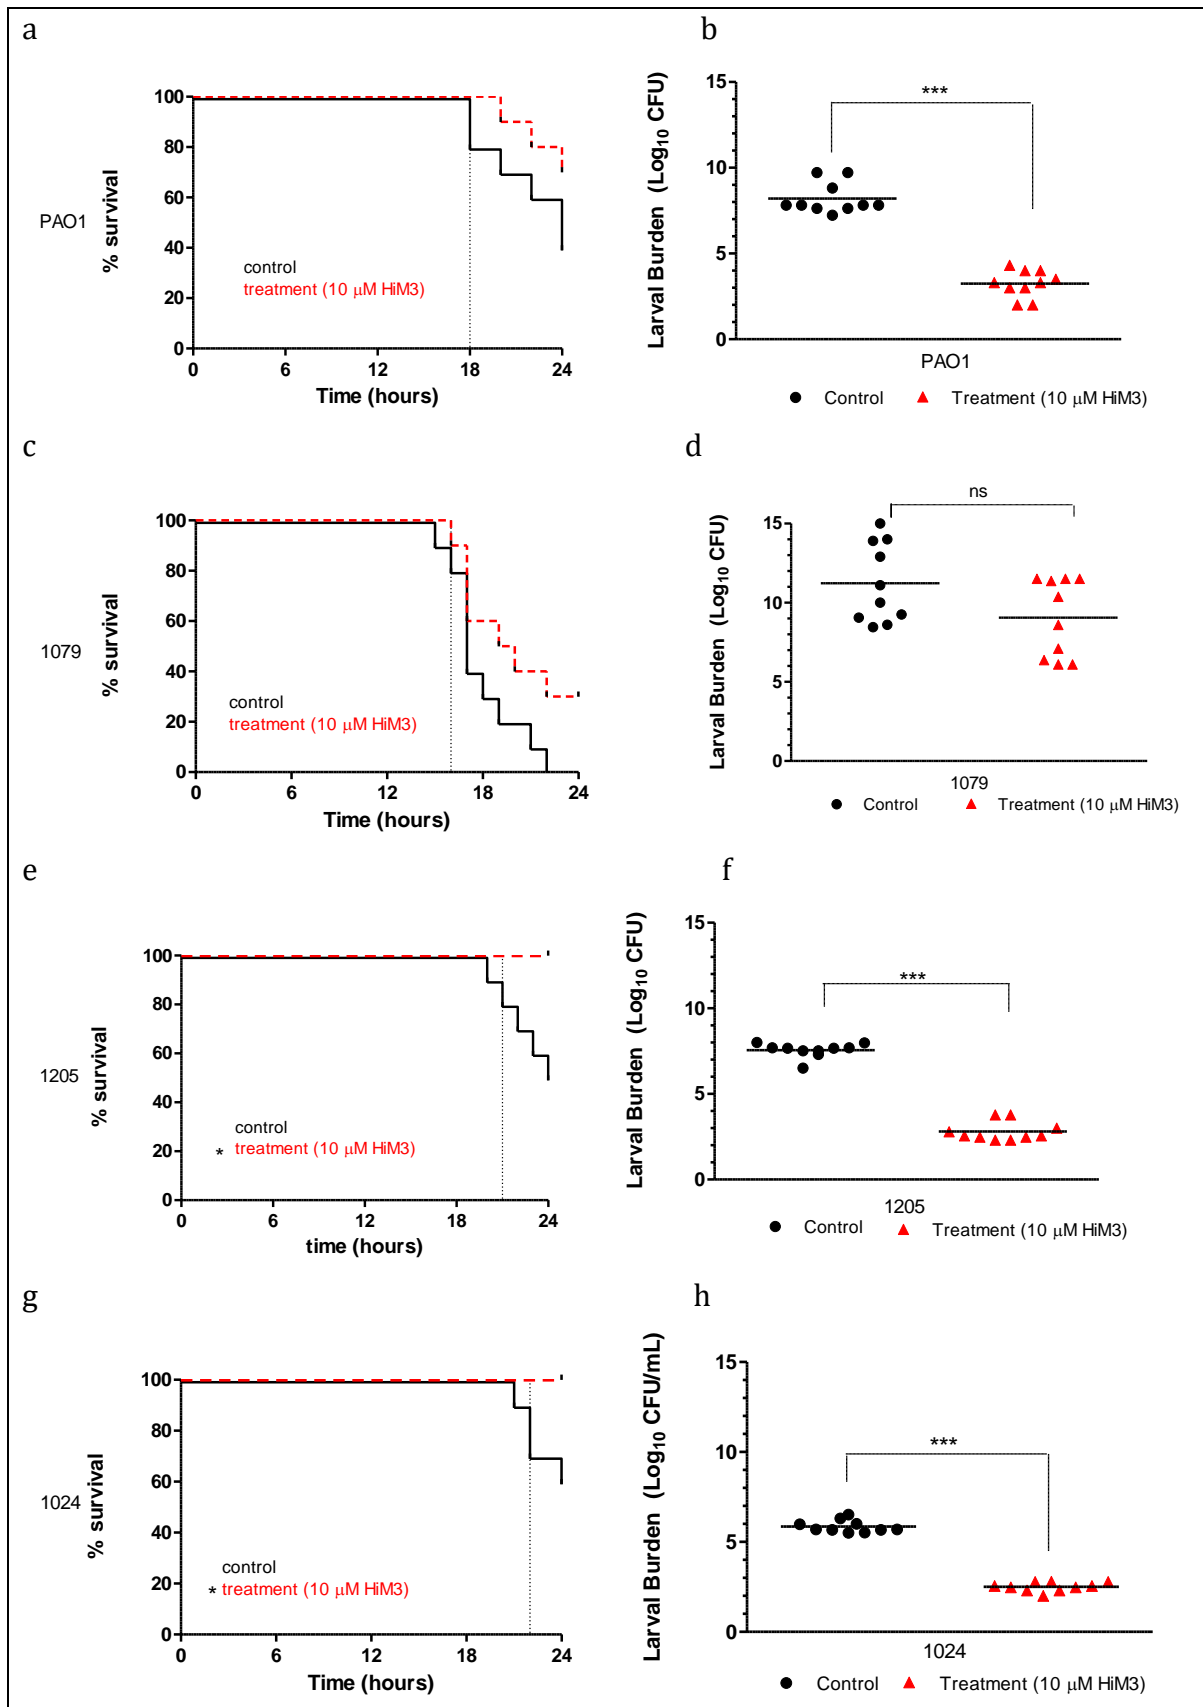 a
100
80
60
40
20
0
% survival
PAO1
control
treatment (10 μM HiM3)
0 6 12 18 24
Time (hours)
b
15
10
5
0
Larval Burden (Log10 CFU)
***
PAO1
Control Treatment (10 μM HiM3)
c
100
80
60
40
20
0
% survival
1079
control
treatment (10 μM HiM3)
0 6 12 18 24
Time (hours)
d
15
10
5
0
Larval Burden (Log10 CFU)
ns
1079
Control Treatment (10 μM HiM3)
e
100
80
60
40
20
0
% survival
1205
control
* treatment (10 μM HiM3)
0 6 12 18 24
time (hours)
f
15
10
5
0
Larval Burden (Log10 CFU)
***
1205
Control Treatment (10 μM HiM3)
g
100
80
60
40
20
0
% survival
1024
control
* treatment (10 μM HiM3)
0 6 12 18 24
Time (hours)
h
15
10
5
0
Larval Burden (Log10 CFU/mL)
***
1024
Control Treatment (10 μM HiM3)